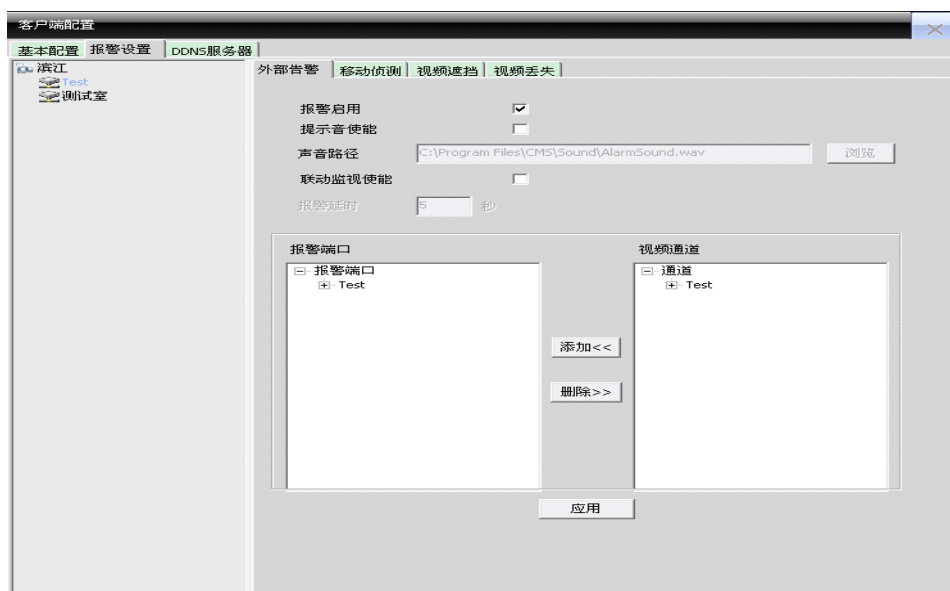 客户端配置
基本配置 报警设置 DDNS服务器
滨江
Test
测试室
外部告警 移动侦测 视频遮挡 视频丢失
报警启用
提示音使能
声音路径 C:\Program Files\CMS\Sound\AlarmSound.wav 浏览
联动监视使能
报警延时 5 秒
报警端口 视频通道
报警端口 通道
Test Test
添加<<
删除>>
应用